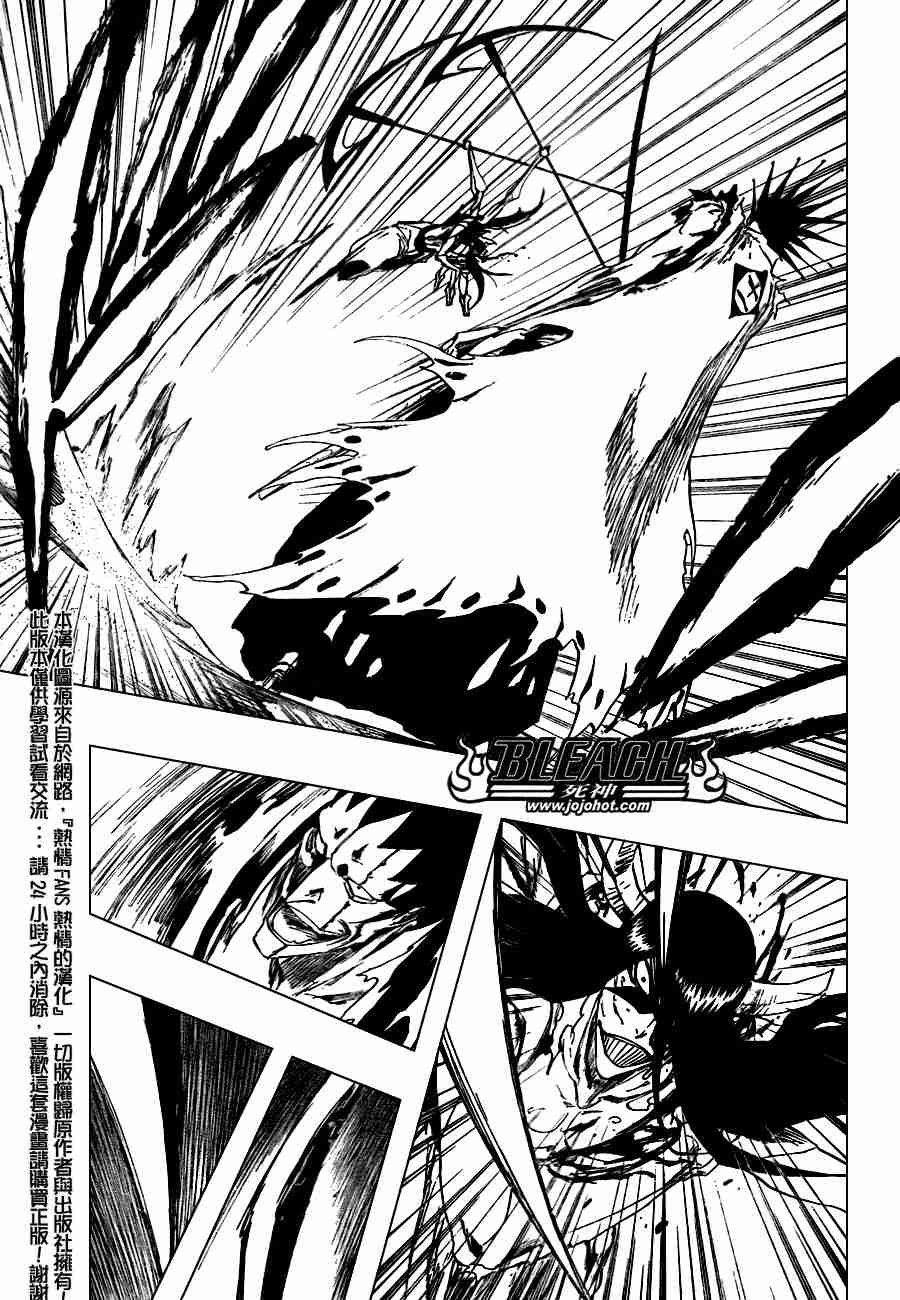 本漢化圖源來自於網路，『熱情FANS熱情的漢化』一切版權歸原作者與出版社擁有！
此版本僅供學習試看交流… 請24小時之內消除，喜歡這套漫畫請購買正版！謝謝
BLEACH
死神
www.jojohot.com